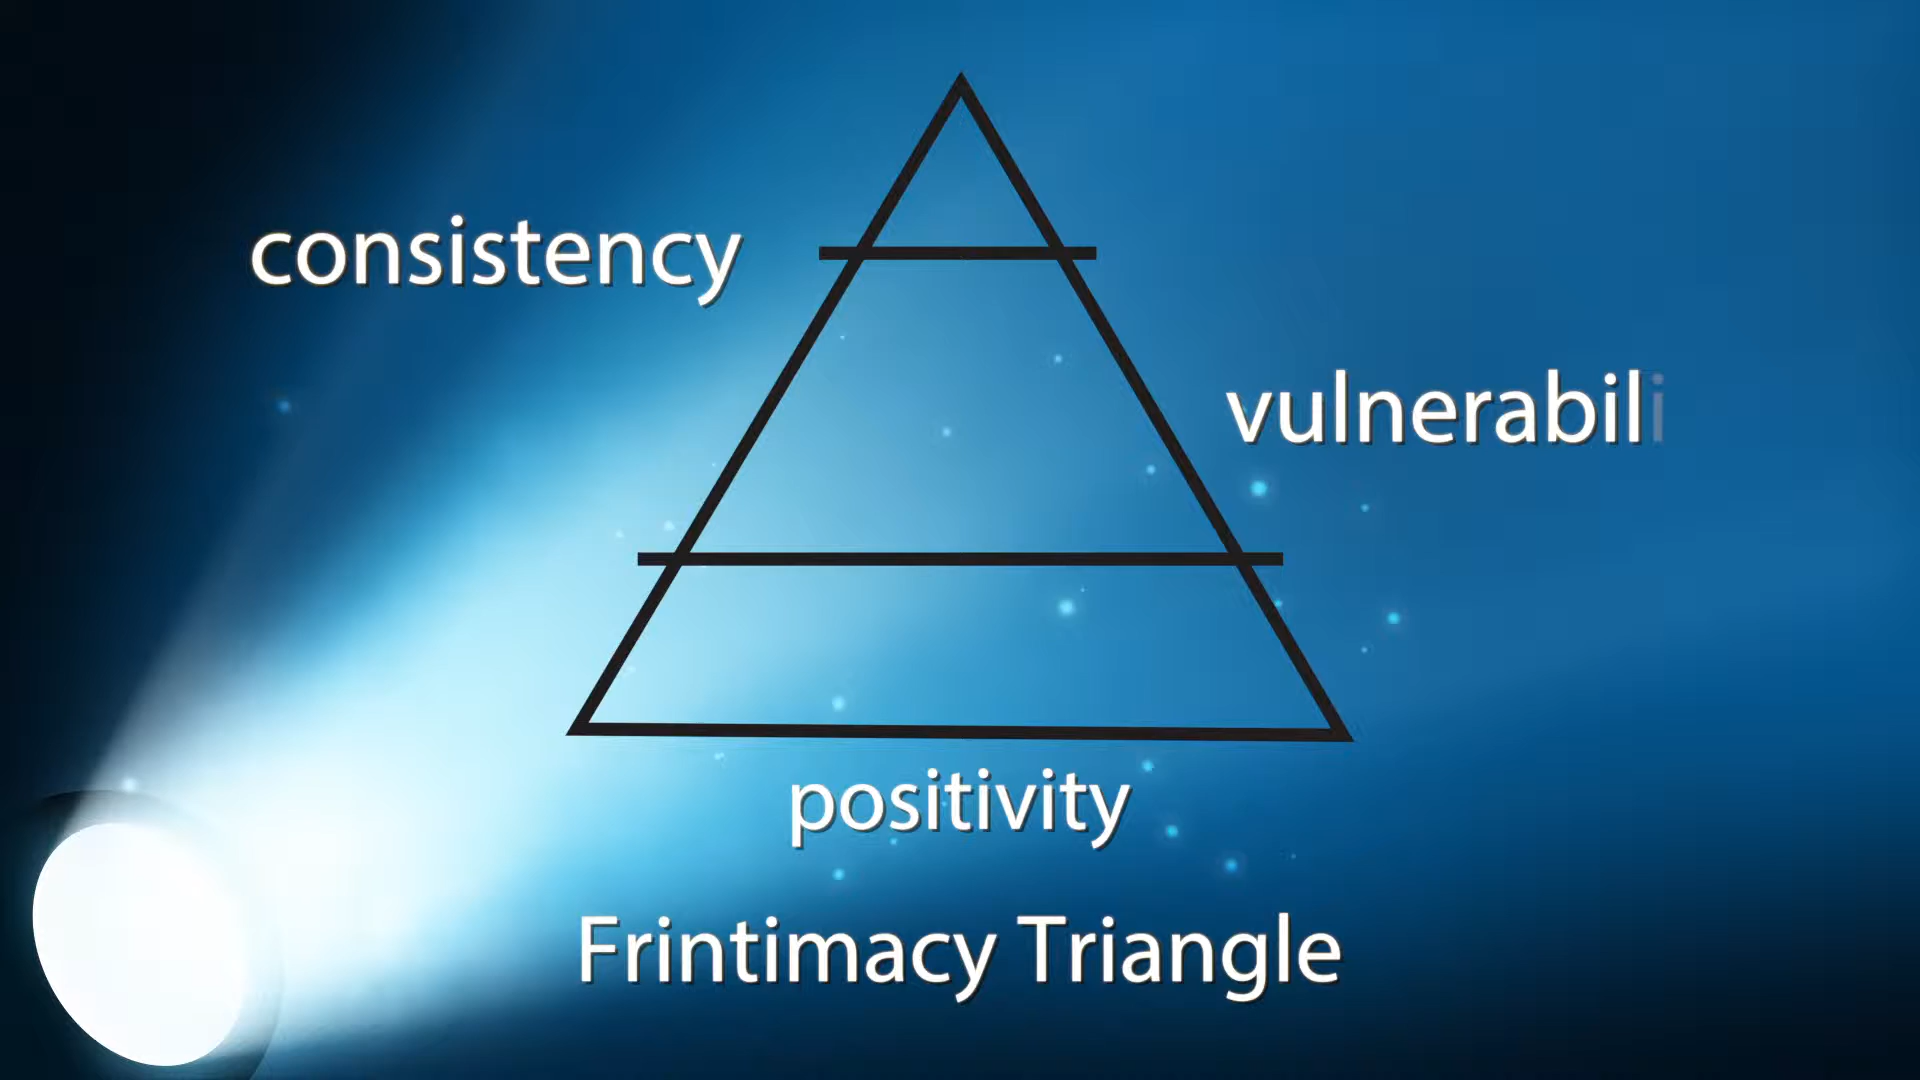 consistency
vulnerabili
positivity
Frintimacy Triangle